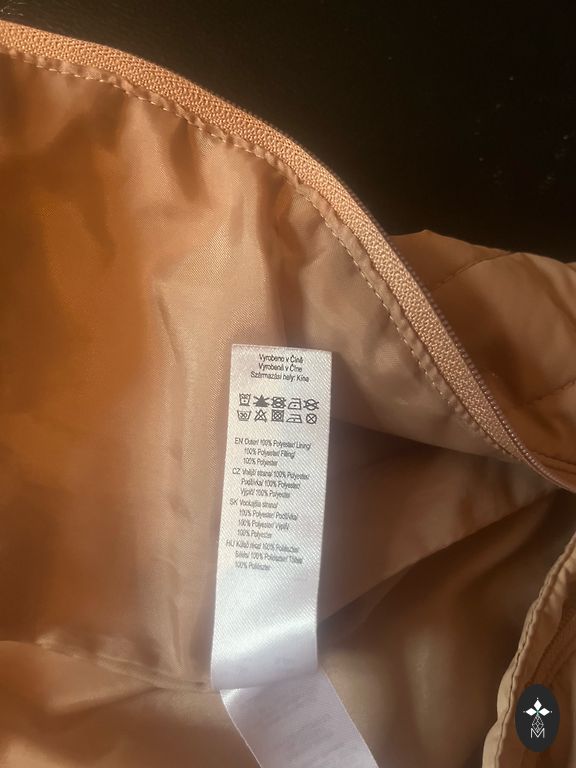 Vyrobeno v Číně
Vyrobené v Číne
Származási hely: Kína
30
EN Outer/ 100% Polyester/ Lining/
100% Polyester/ Filling/
100% Polyester
CZ Vnější strana/ 100% Polyester/
Podšívka/ 100% Polyester/
Výplň/ 100% Polyester
SK Vonkajšia strana/
100% Polyester/ Podšívka/
100% Polyester/ Výplň/
100% Polyester
HU Külső rész/ 100% Poliészter/
Bélés/ 100% Poliészter/ Töltet/
100% Poliészter
M